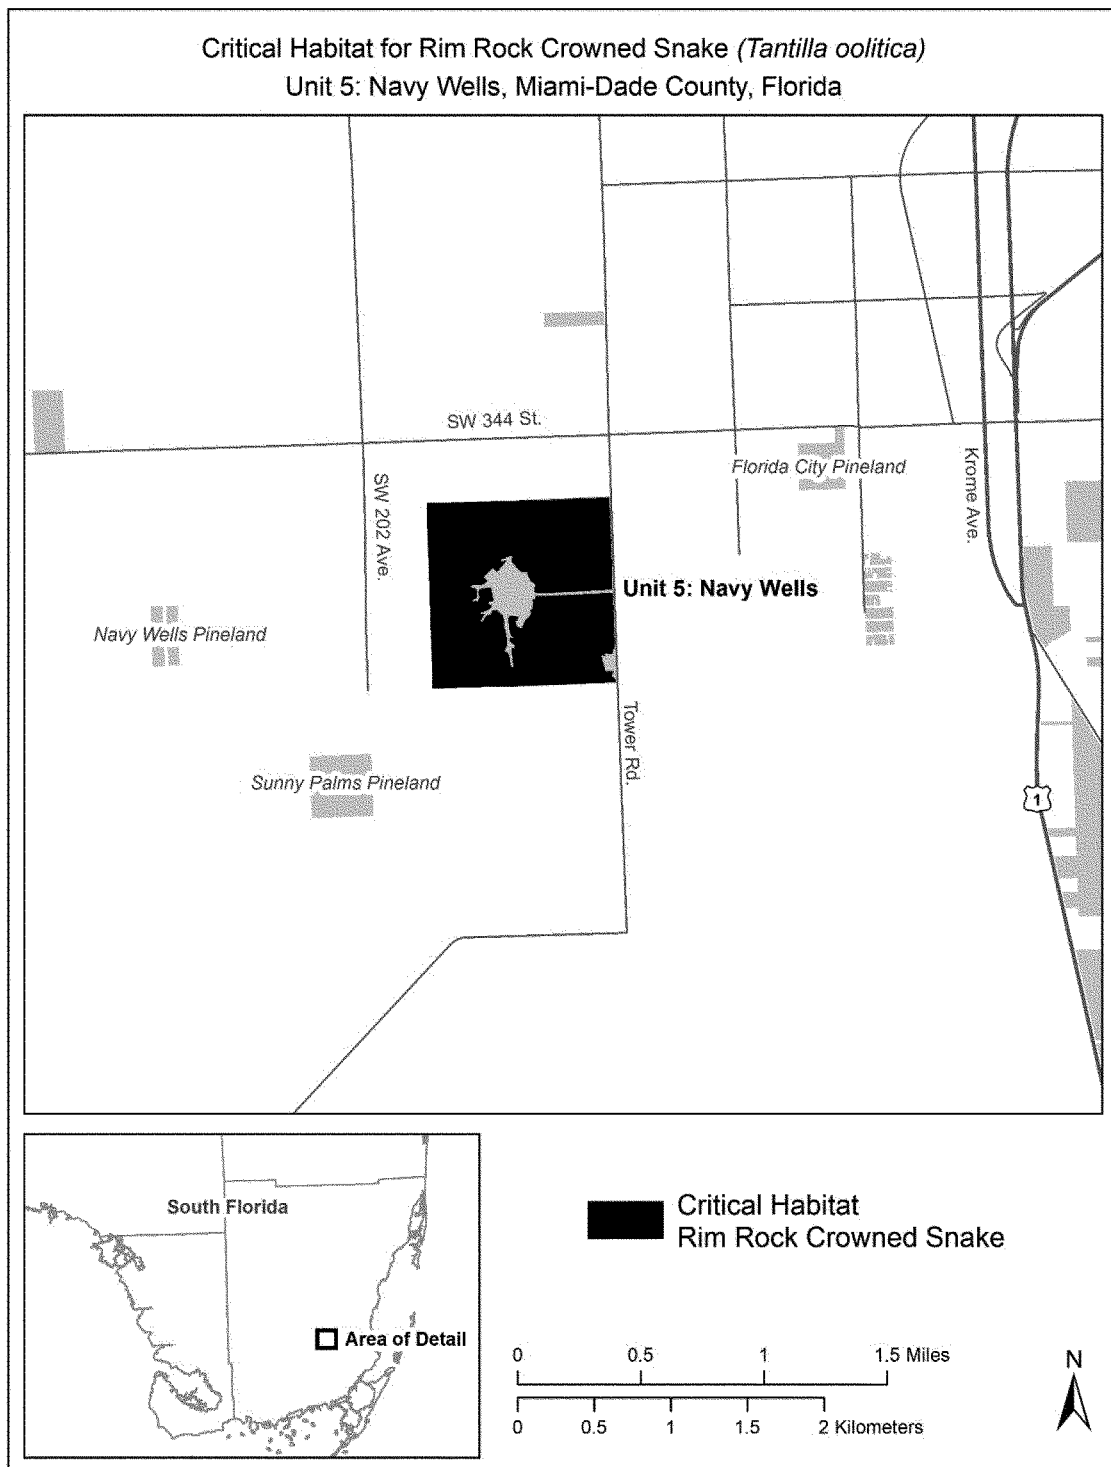 Critical Habitat for Rim Rock Crowned Snake (Tantilla oolitica)
Unit 5: Navy Wells, Miami-Dade County, Florida
SW 344 St.
Florida City Pineland
Krome Ave.
SW 202 Ave.
Unit 5: Navy Wells
Navy Wells Pineland
Tower Rd.
Sunny Palms Pineland
1
South Florida
Area of Detail
Critical Habitat
Rim Rock Crowned Snake
0 0.5 1 1.5 Miles
0 0.5 1 1.5 2 Kilometers
N